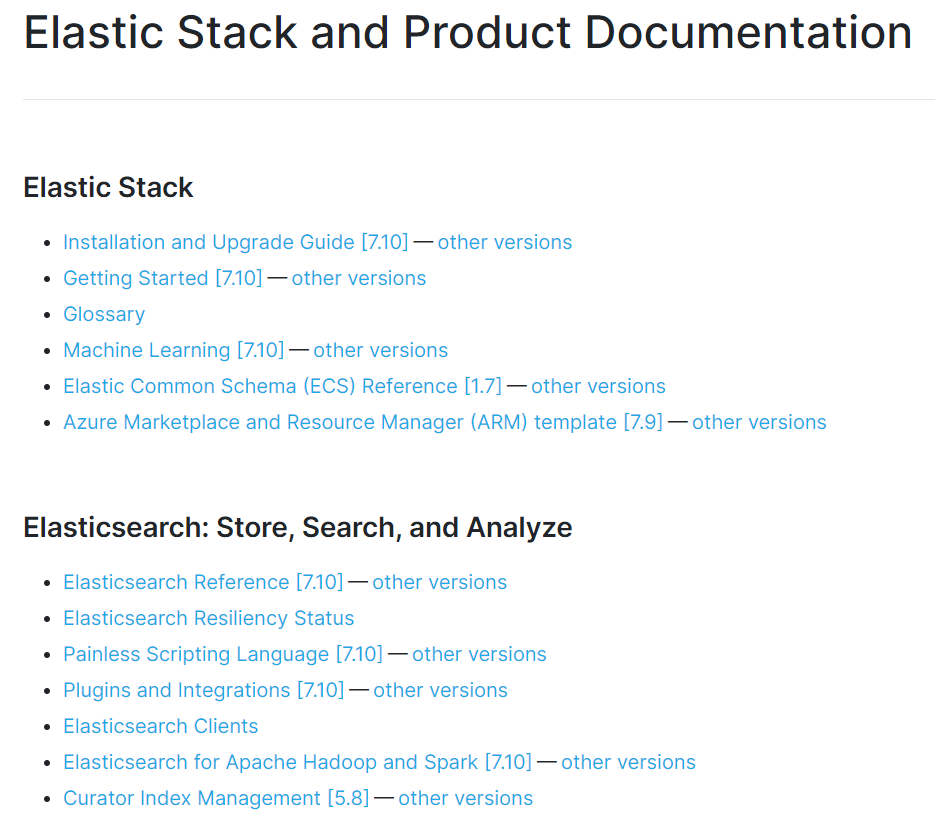 Elastic Stack and Product Documentation
Elastic Stack
• Installation and Upgrade Guide [7.10] — other versions
• Getting Started [7.10] — other versions
• Glossary
• Machine Learning [7.10] — other versions
• Elastic Common Schema (ECS) Reference [1.7] — other versions
• Azure Marketplace and Resource Manager (ARM) template [7.9] — other versions
Elasticsearch: Store, Search, and Analyze
• Elasticsearch Reference [7.10] — other versions
• Elasticsearch Resiliency Status
• Painless Scripting Language [7.10] — other versions
• Plugins and Integrations [7.10] — other versions
• Elasticsearch Clients
• Elasticsearch for Apache Hadoop and Spark [7.10] — other versions
• Curator Index Management [5.8] — other versions